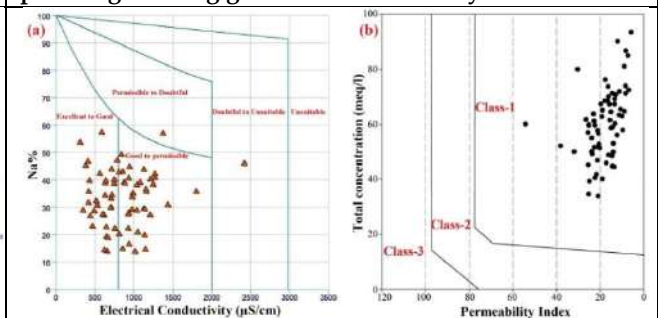 (a)
100
90
80
70
60
50
40
30
20
10
0
Na%
Permissible to Doubtful
Excellent to Good
Doubtful to Unsuitable
Unsuitable
Good to permissible
0 500 1000 1500 2000 2500 3000 3500
Electrical Conductivity (µS/cm)
(b)
100
80
60
40
20
0
Total concentration (meq/l)
Class-1
Class-2
Class-3
120 100 80 60 40 20 0
Permeability Index